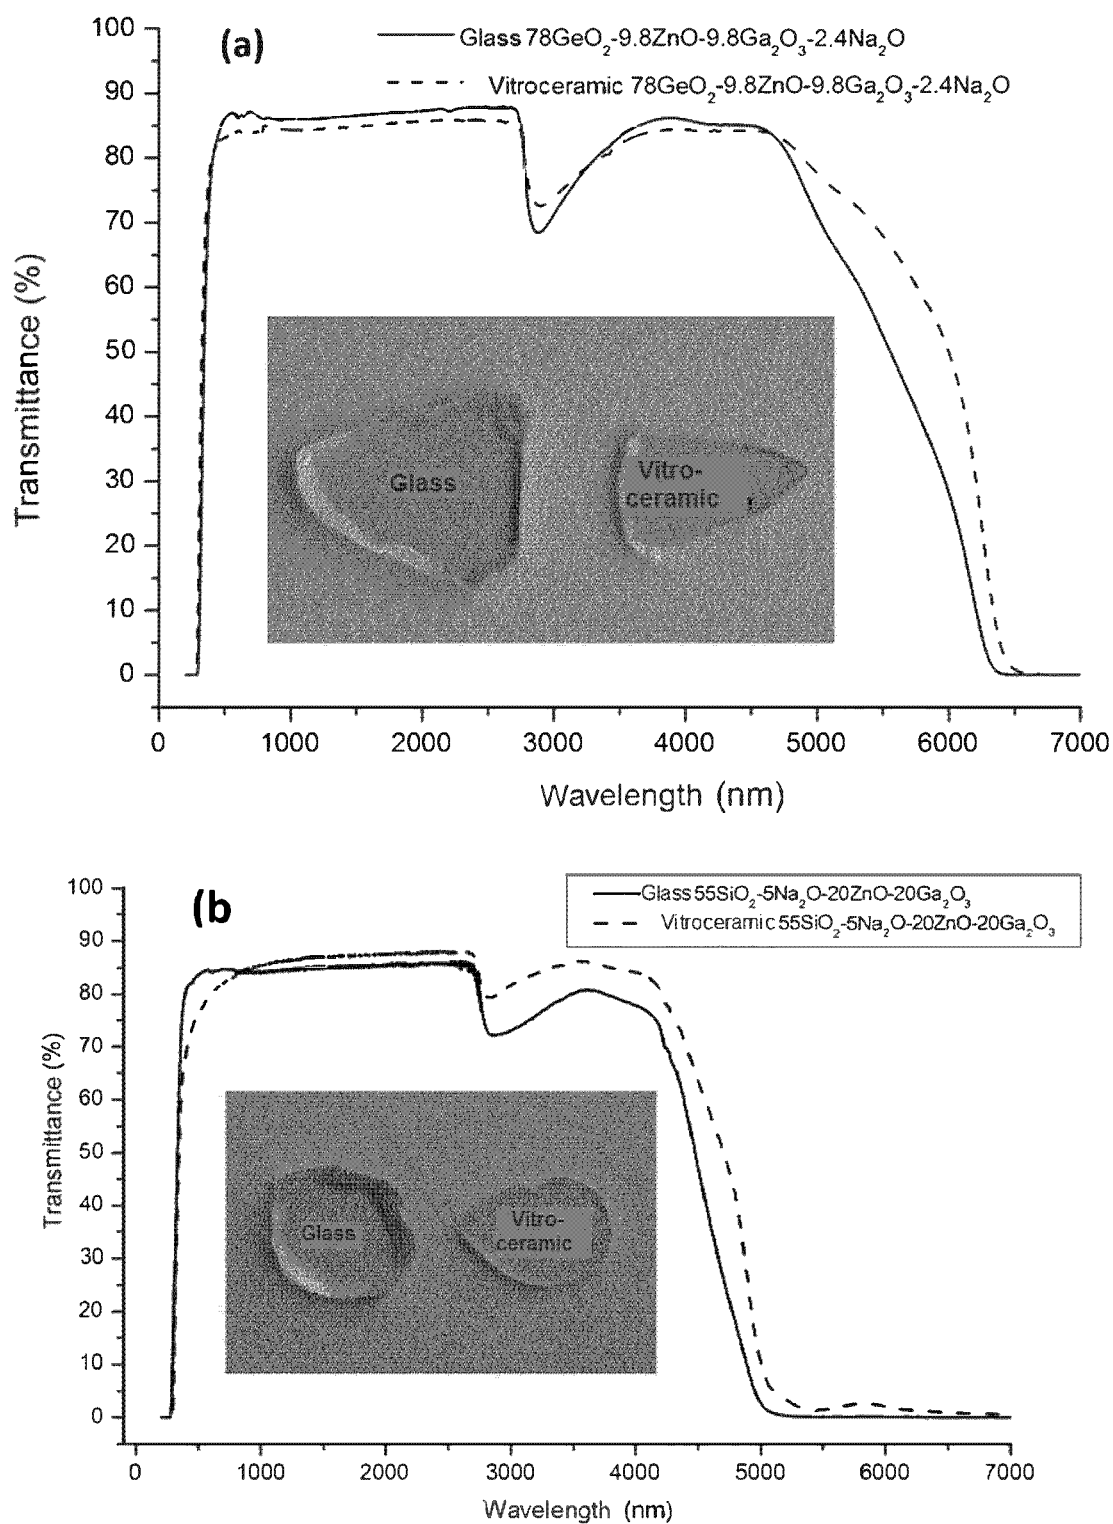 (a)
Glass 78GeO₂-9.8ZnO-9.8Ga₂O₃-2.4Na₂O
Vitroceramic 78GeO₂-9.8ZnO-9.8Ga₂O₃-2.4Na₂O
100
90
80
70
60
50
40
30
20
10
0
Transmittance (%)
Glass
Vitro-
ceramic
0 1000 2000 3000 4000 5000 6000 7000
Wavelength (nm)
(b
Glass 55SiO₂-5Na₂O-20ZnO-20Ga₂O₃
Vitroceramic 55SiO₂-5Na₂O-20ZnO-20Ga₂O₃
100
90
80
70
60
50
40
30
20
10
0
Transmittance (%)
Glass
Vitro-
ceramic
0 1000 2000 3000 4000 5000 6000 7000
Wavelength (nm)